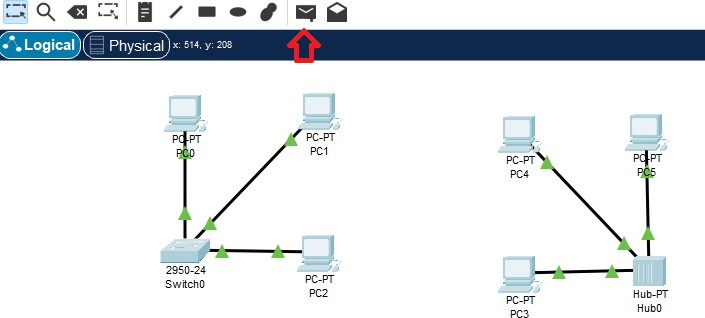 Logical
Physical
x: 514, y: 208
PC-PT
PC0
PC-PT
PC1
PC-PT
PC4
PC-PT
PC5
2950-24
Switch0
PC-PT
PC2
PC-PT
PC3
Hub-PT
Hub0